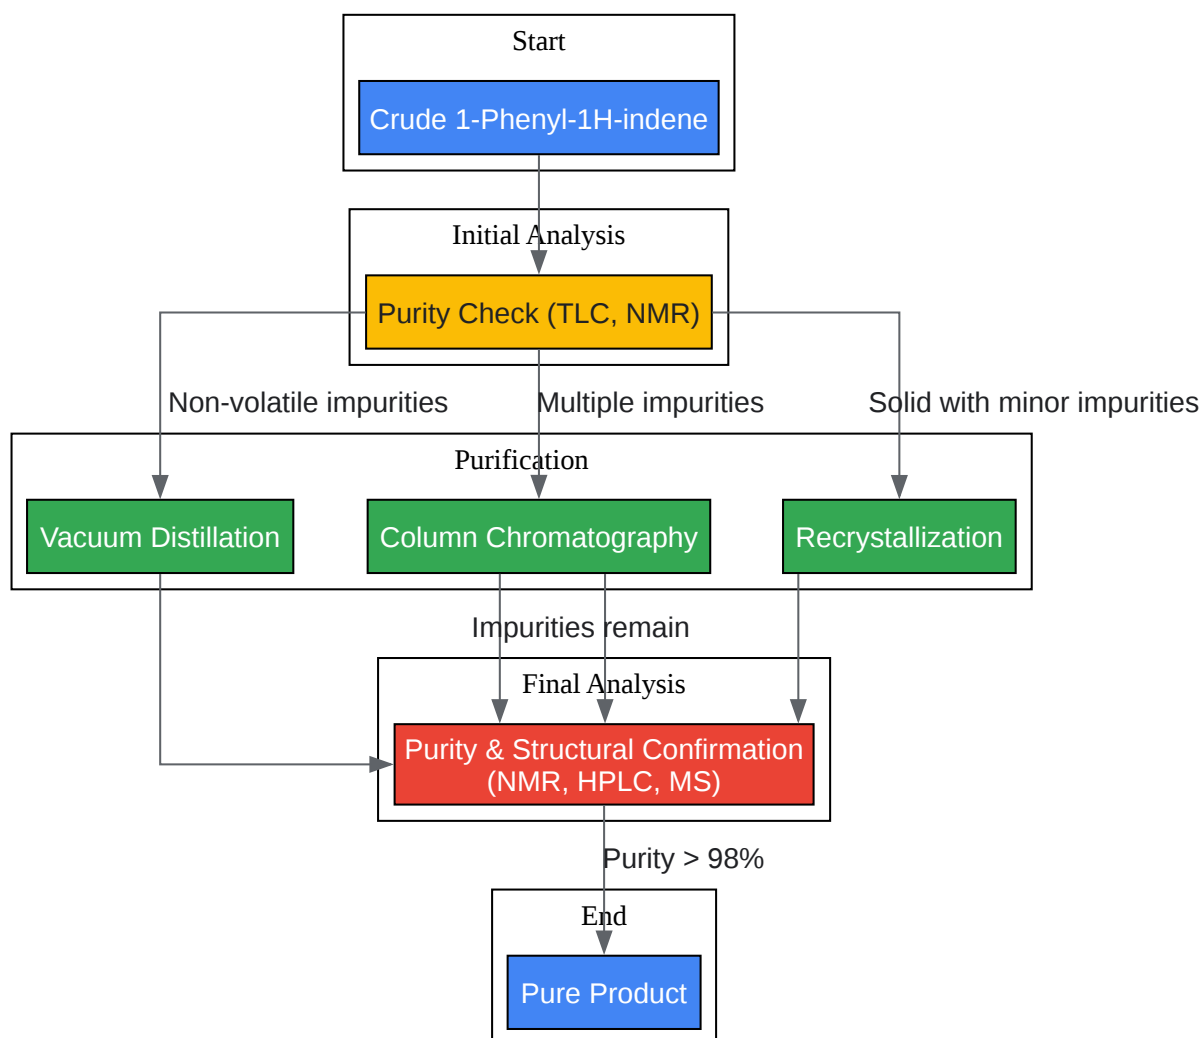 Start
Crude 1-Phenyl-1H-indene
Initial Analysis
Purity Check (TLC, NMR)
Non-volatile impurities
Multiple impurities
Solid with minor impurities
Purification
Vacuum Distillation
Column Chromatography
Recrystallization
Impurities remain
Final Analysis
Purity & Structural Confirmation
(NMR, HPLC, MS)
Purity > 98%
End
Pure Product